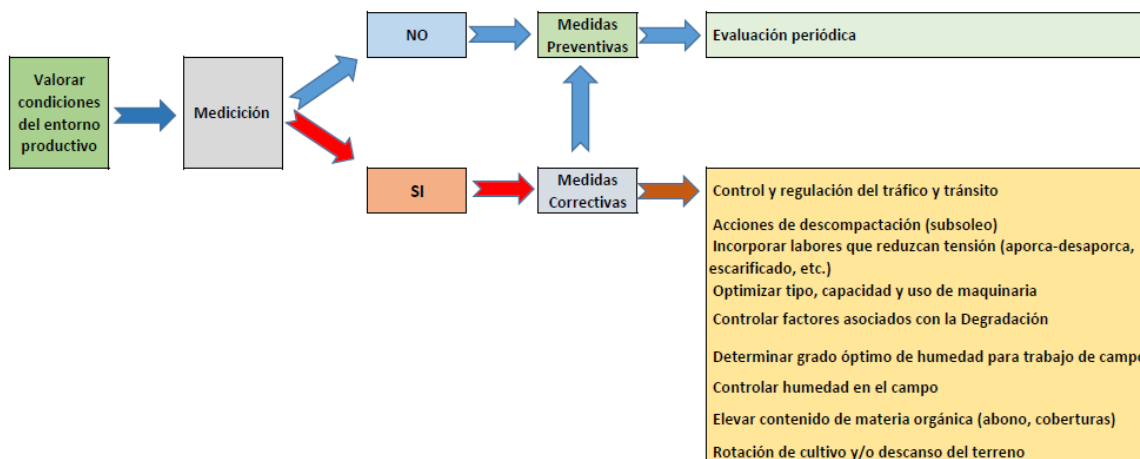 Valorar
condiciones
del entorno
productivo
Medicición
NO
Medidas
Preventivas
Evaluación periódica
SI
Medidas
Correctivas
Control y regulación del tráfico y tránsito
Acciones de descompactación (subsoleo)
Incorporar labores que reduzcan tensión (aporca-desaporca,
escarificado, etc.)
Optimizar tipo, capacidad y uso de maquinaria
Controlar factores asociados con la Degradación
Determinar grado óptimo de humedad para trabajo de campo
Controlar humedad en el campo
Elevar contenido de materia orgánica (abono, coberturas)
Rotación de cultivo y/o descanso del terreno